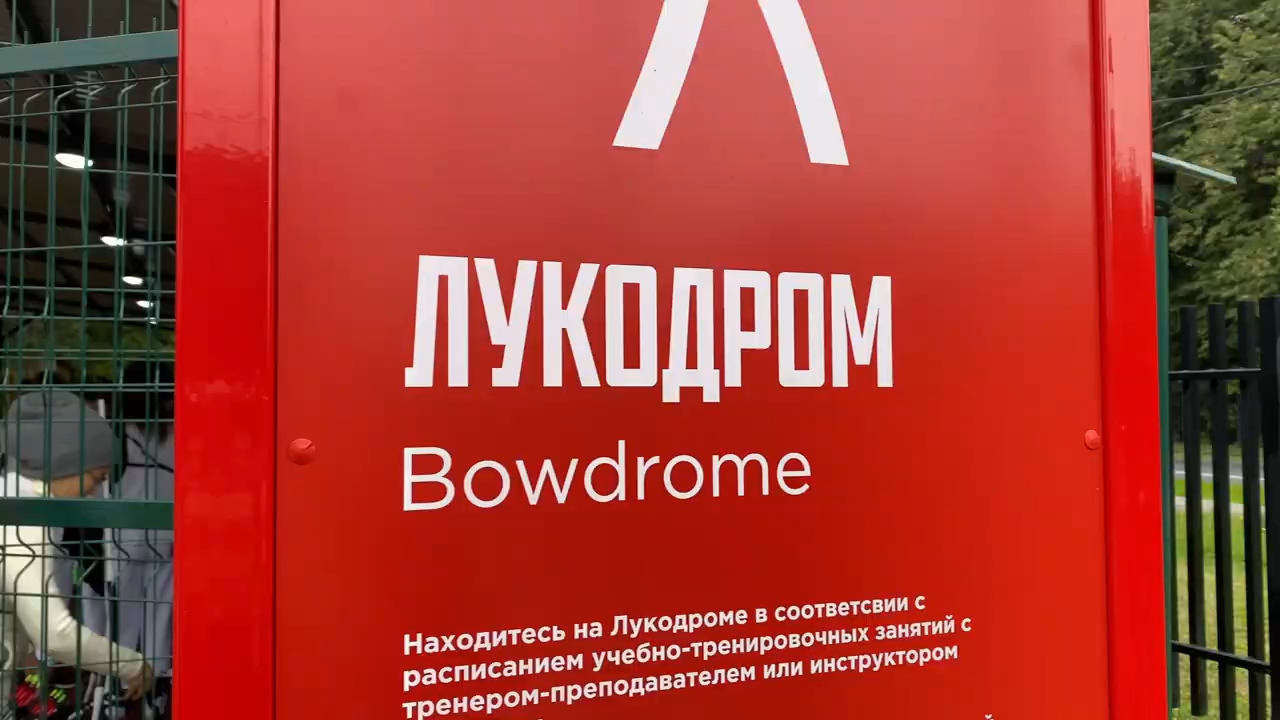 ЛУКОДРОМ
Bowdrome
Находитесь на Лукодроме в соответсвии с
расписанием учебно-тренировочных занятий с
тренером-преподавателем или инструктором